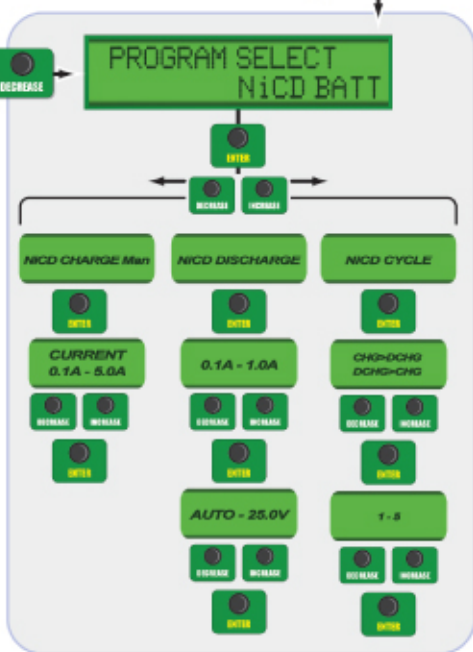 PROGRAM SELECT
NiCD BATT
DECREASE
ENTER
DECREASE INCREASE
NICD CHARGE Man
NICD DISCHARGE
NICD CYCLE
ENTER
ENTER
ENTER
CURRENT
0.1A - 5.0A
0.1A - 1.0A
CHG>DCHG
DCHG>CHG
DECREASE INCREASE
DECREASE INCREASE
DECREASE INCREASE
ENTER
ENTER
ENTER
AUTO - 25.0V
1 - 5
DECREASE INCREASE
DECREASE INCREASE
ENTER
ENTER